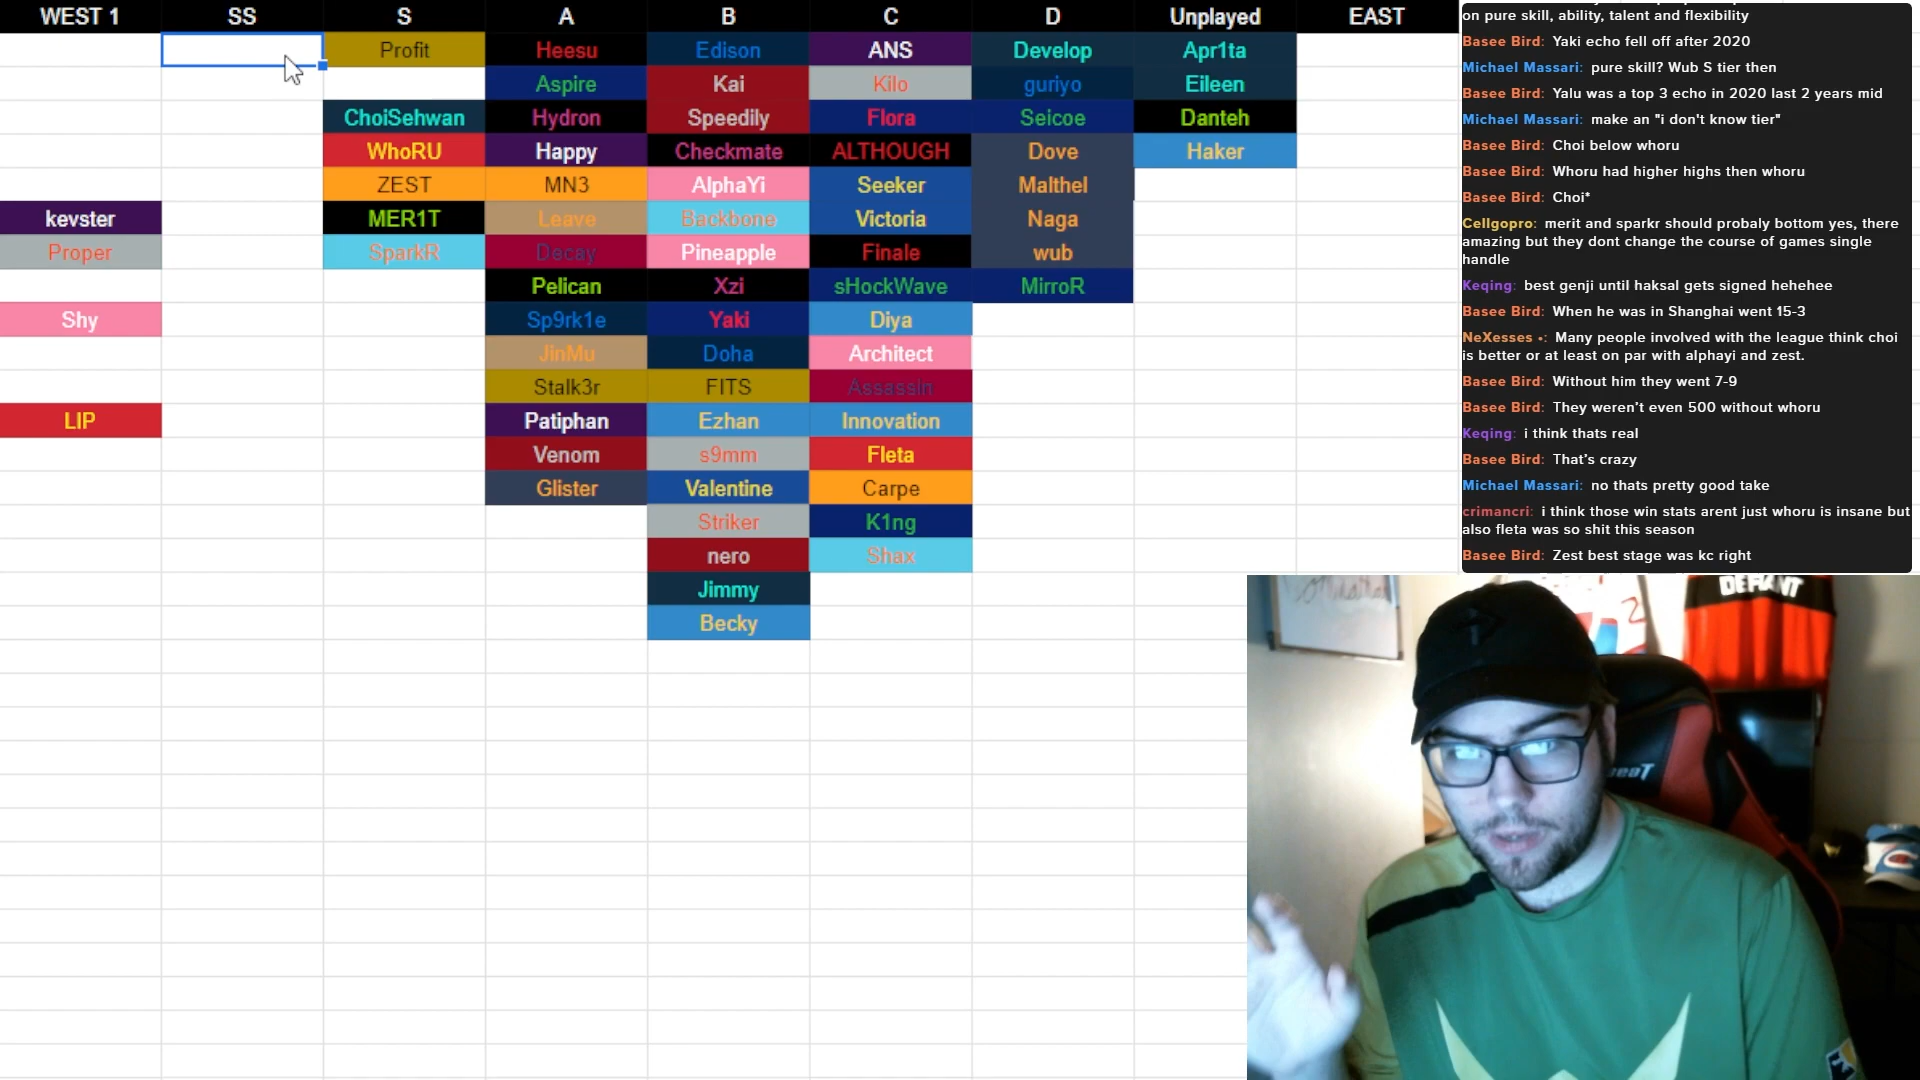 WEST 1 SS S A B C D Unplayed EAST
Profit Heesu Edison ANS Develop Apr1ta
Aspire Kai Kilo guriyo Eileen
ChoiSehwan Hydron Speedily Flora Seicoe Danteh
WhoRU Happy Checkmate ALTHOUGH Dove Haker
ZEST MN3 AlphaYi Seeker Malthel
kevster MER1T Leave Backbone Victoria Naga
Proper SparkR Decay Pineapple Finale wub
Pelican Xzi sHockWave MirroR
Shy Sp9rk1e Yaki Diya
JinMu Doha Architect
Stalk3r FITS Assassin
LIP Patiphan Ezhan Innovation
Venom s9mm Fleta
Glister Valentine Carpe
Striker K1ng
nero Shax
Jimmy
Becky
on pure skill, ability, talent and flexibility
Basee Bird: Yaki echo fell off after 2020
Michael Massari: pure skill? Wub S tier then
Basee Bird: Yalu was a top 3 echo in 2020 last 2 years mid
Michael Massari: make an "i don't know tier"
Basee Bird: Choi below whoru
Basee Bird: Whoru had higher highs then whoru
Basee Bird: Choi*
Cellgopro: merit and sparkr should probaly bottom yes, there
amazing but they dont change the course of games single
handle
Keqing: best genji until haksal gets signed hehehee
Basee Bird: When he was in Shanghai went 15-3
NeXesses •: Many people involved with the league think choi
is better or at least on par with alphayi and zest.
Basee Bird: Without him they went 7-9
Basee Bird: They weren't even 500 without whoru
Keqing: i think thats real
Basee Bird: That's crazy
Michael Massari: no thats pretty good take
crimancri: i think those win stats arent just whoru is insane but
also fleta was so shit this season
Basee Bird: Zest best stage was kc right
DEFIANT